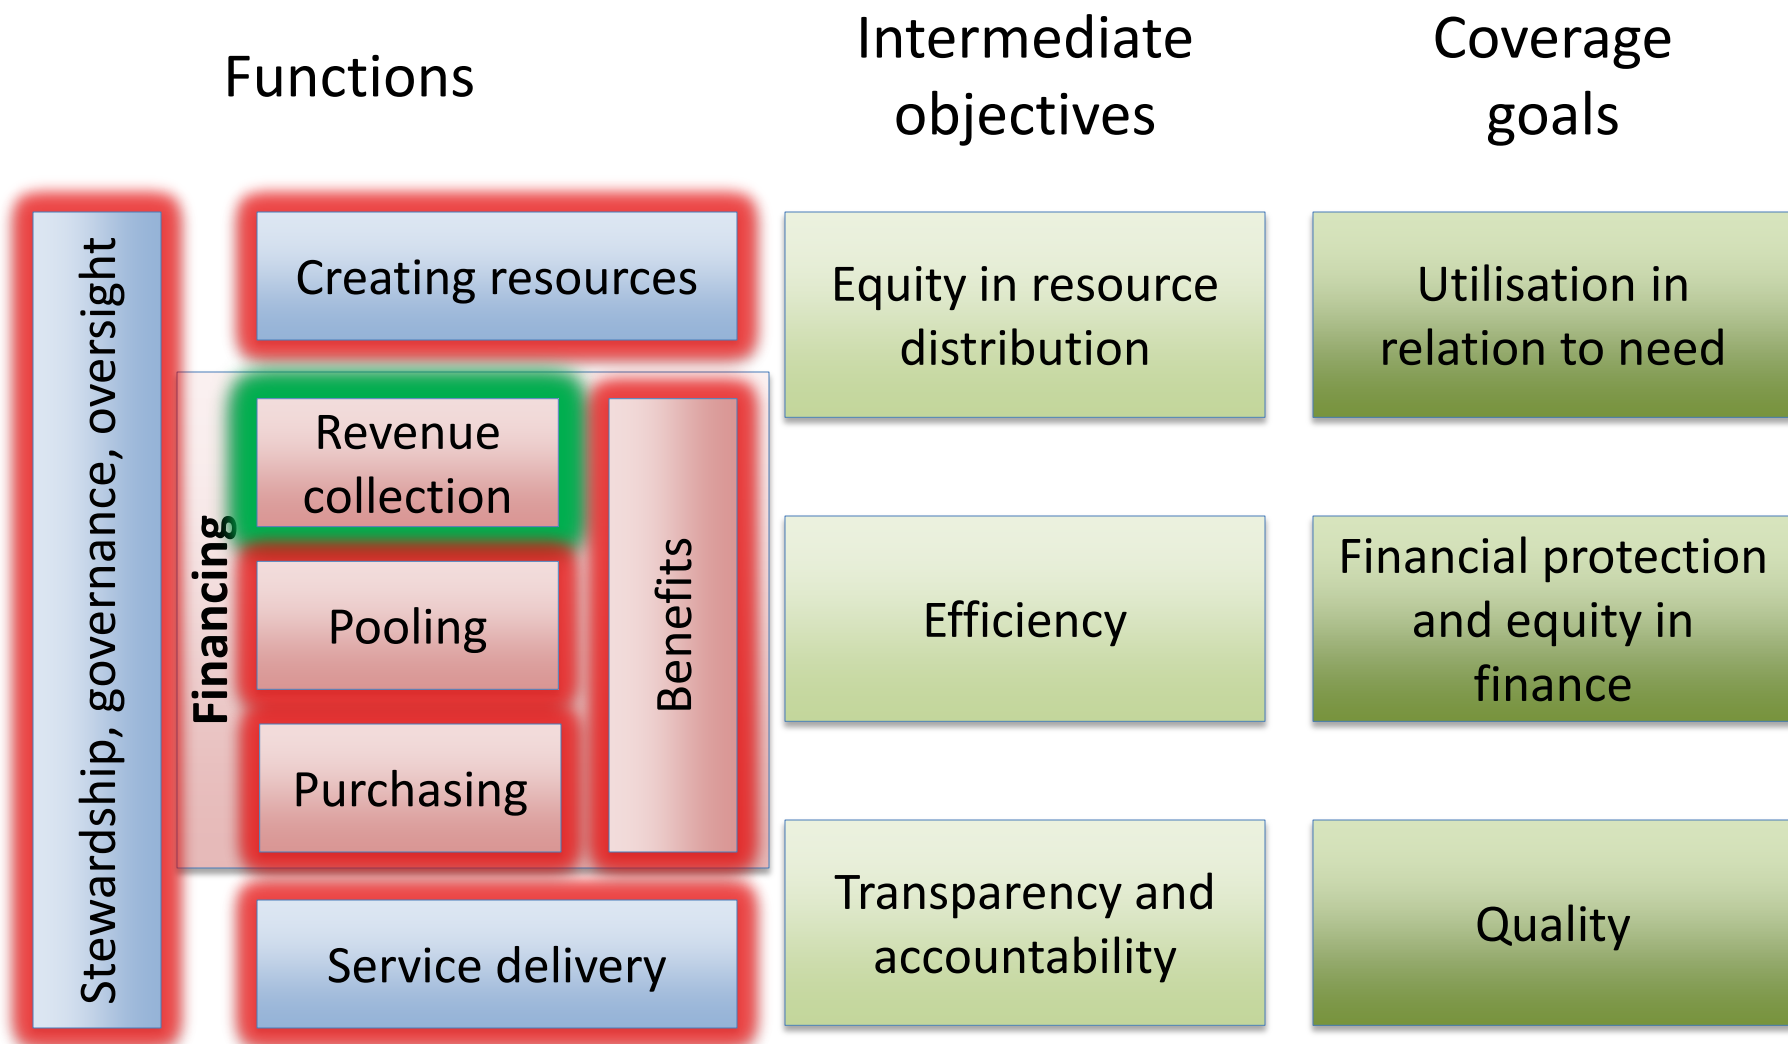 Functions
Intermediate
objectives
Coverage
goals
Stewardship, governance, oversight
Creating resources
Financing
Revenue
collection
Pooling
Purchasing
Benefits
Service delivery
Equity in resource
distribution
Efficiency
Transparency and
accountability
Utilisation in
relation to need
Financial protection
and equity in
finance
Quality